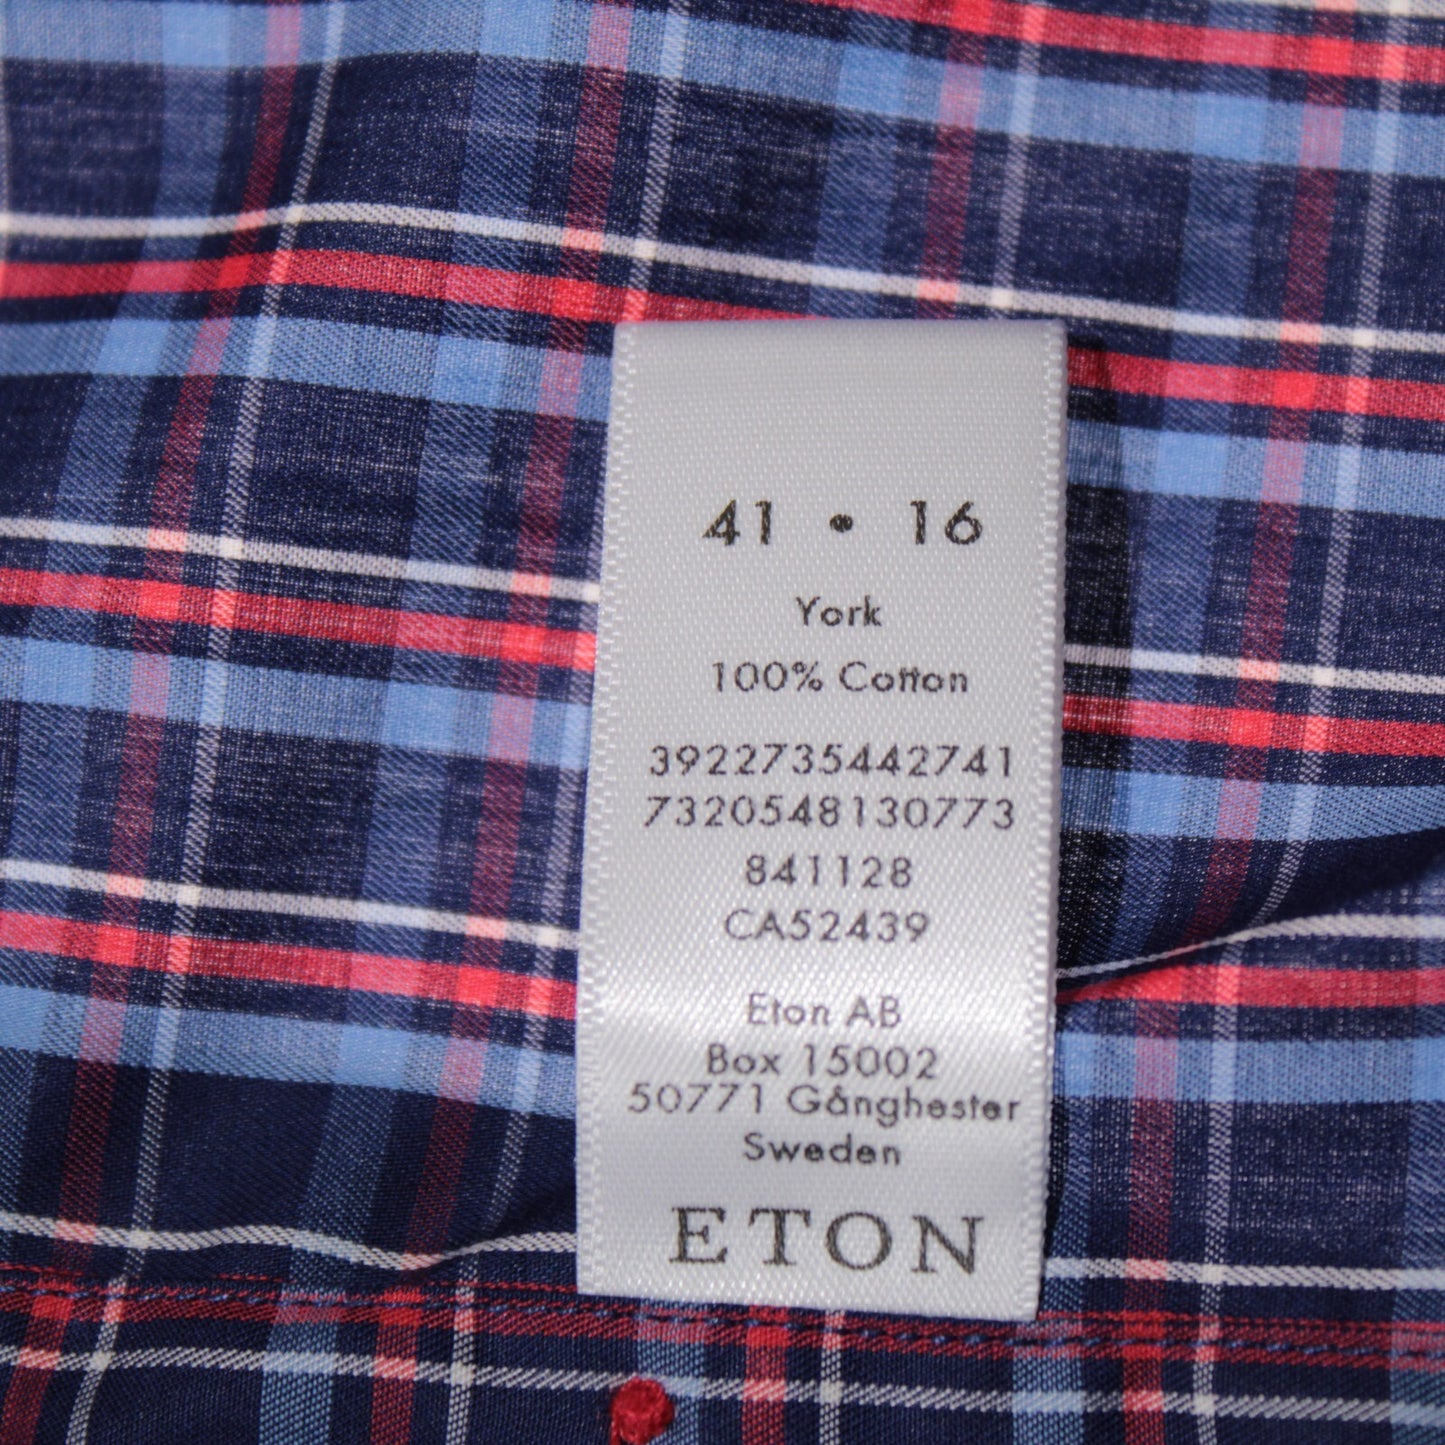 41 • 16
York
100% Cotton
3922735442741
7320548130773
841128
CA52439
Eton AB
Box 15002
50771 Gånghester
Sweden
ETON